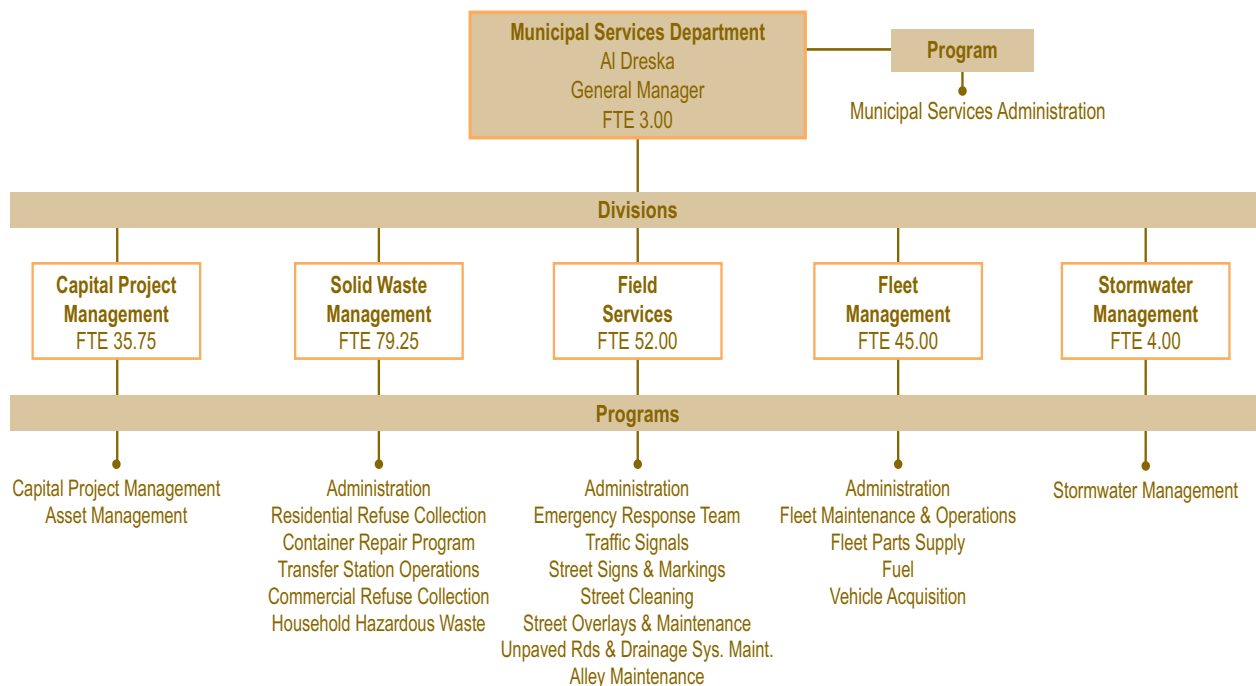 Municipal Services Department
Al Dreska
General Manager
FTE 3.00
Program
Municipal Services Administration
Divisions
Capital Project
Management
FTE 35.75
Solid Waste
Management
FTE 79.25
Field
Services
FTE 52.00
Fleet
Management
FTE 45.00
Stormwater
Management
FTE 4.00
Programs
Capital Project Management
Asset Management
Administration
Residential Refuse Collection
Container Repair Program
Transfer Station Operations
Commercial Refuse Collection
Household Hazardous Waste
Administration
Emergency Response Team
Traffic Signals
Street Signs & Markings
Street Cleaning
Street Overlays & Maintenance
Unpaved Rds & Drainage Sys. Maint.
Alley Maintenance
Administration
Fleet Maintenance & Operations
Fleet Parts Supply
Fuel
Vehicle Acquisition
Stormwater Management